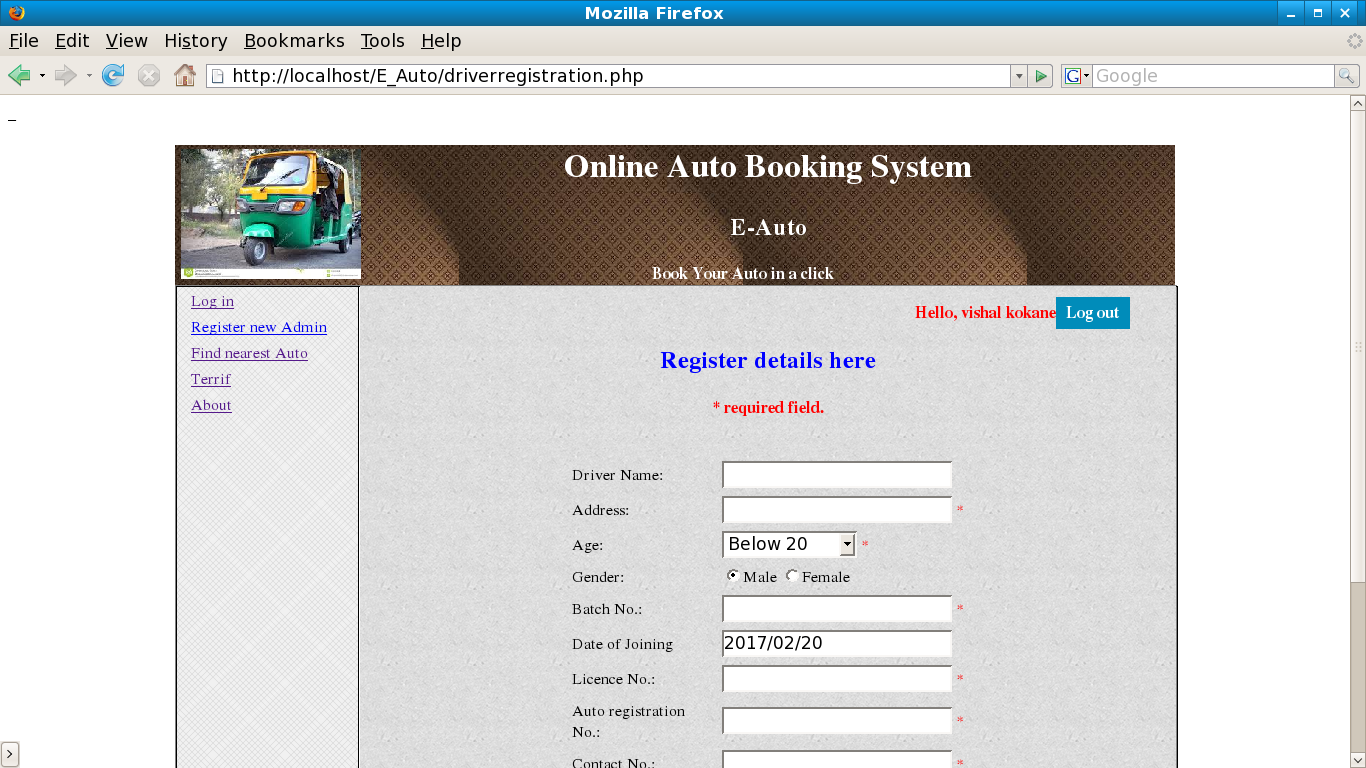 Mozilla Firefox
File Edit View History Bookmarks Tools Help
http://localhost/E_Auto/driverregistration.php
G Google
Online Auto Booking System
E-Auto
Book Your Auto in a click
Log in
Register new Admin
Find nearest Auto
Terrif
About
Hello, vishal kokane Log out
Register details here
* required field.
Driver Name:
Address: *
Age: Below 20 *
Gender: Male Female
Batch No.: *
Date of Joining 2017/02/20
Licence No.: *
Auto registration
No.: *
Contact No.: *